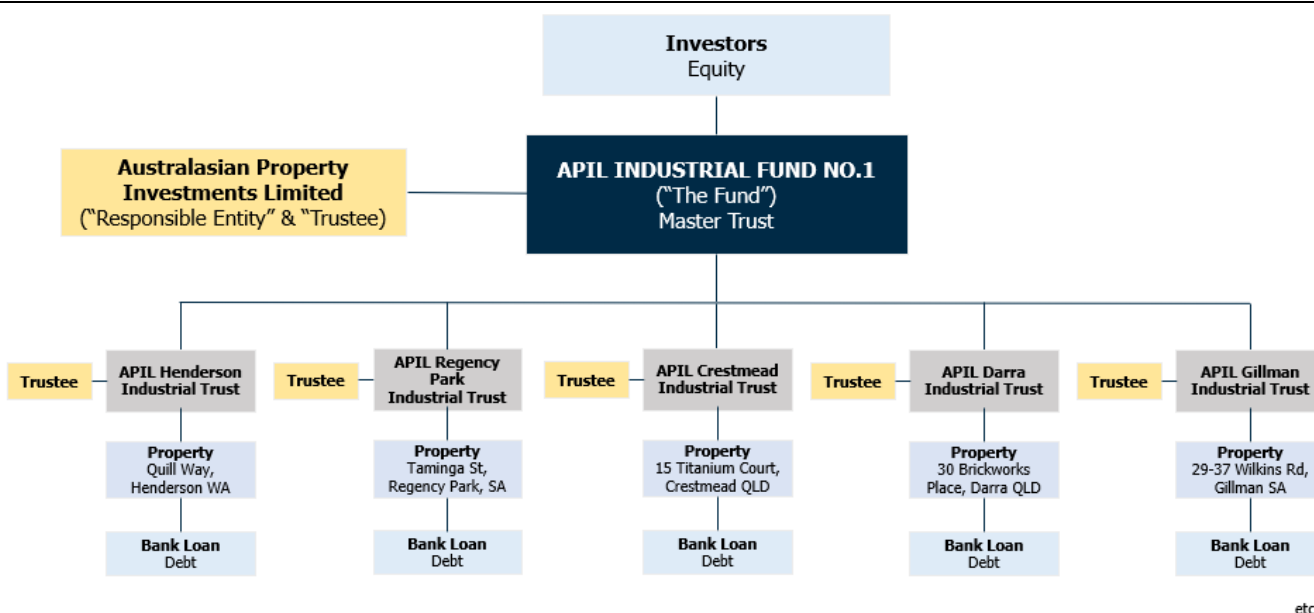 Investors
Equity
Australasian Property
Investments Limited
("Responsible Entity" & "Trustee)
APIL INDUSTRIAL FUND NO.1
("The Fund")
Master Trust
Trustee
APIL Henderson
Industrial Trust
Trustee
APIL Regency
Park
Industrial Trust
Trustee
APIL Crestmead
Industrial Trust
Trustee
APIL Darra
Industrial Trust
Trustee
APIL Gillman
Industrial Trust
Property
Quill Way,
Henderson WA
Property
Taminga St,
Regency Park, SA
Property
15 Titanium Court,
Crestmead QLD
Property
30 Brickworks
Place, Darra QLD
Property
29-37 Wilkins Rd,
Gillman SA
Bank Loan
Debt
Bank Loan
Debt
Bank Loan
Debt
Bank Loan
Debt
Bank Loan
Debt
etc